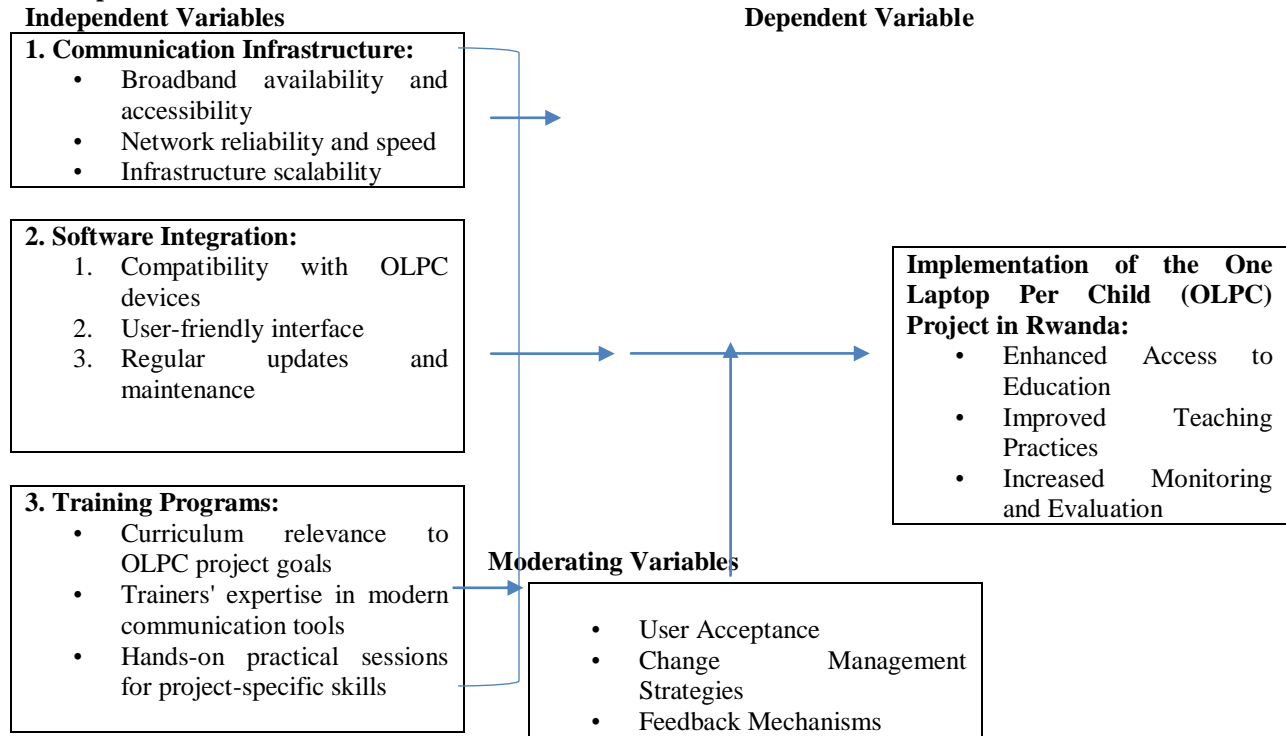 Independent Variables
Dependent Variable
1. Communication Infrastructure:
• Broadband availability and
accessibility
• Network reliability and speed
• Infrastructure scalability
2. Software Integration:
1. Compatibility with OLPC
devices
2. User-friendly interface
3. Regular updates and
maintenance
3. Training Programs:
• Curriculum relevance to
OLPC project goals
• Trainers' expertise in modern
communication tools
• Hands-on practical sessions
for project-specific skills
Moderating Variables
• User Acceptance
• Change Management
Strategies
• Feedback Mechanisms
Implementation of the One
Laptop Per Child (OLPC)
Project in Rwanda:
• Enhanced Access to
Education
• Improved Teaching
Practices
• Increased Monitoring
and Evaluation